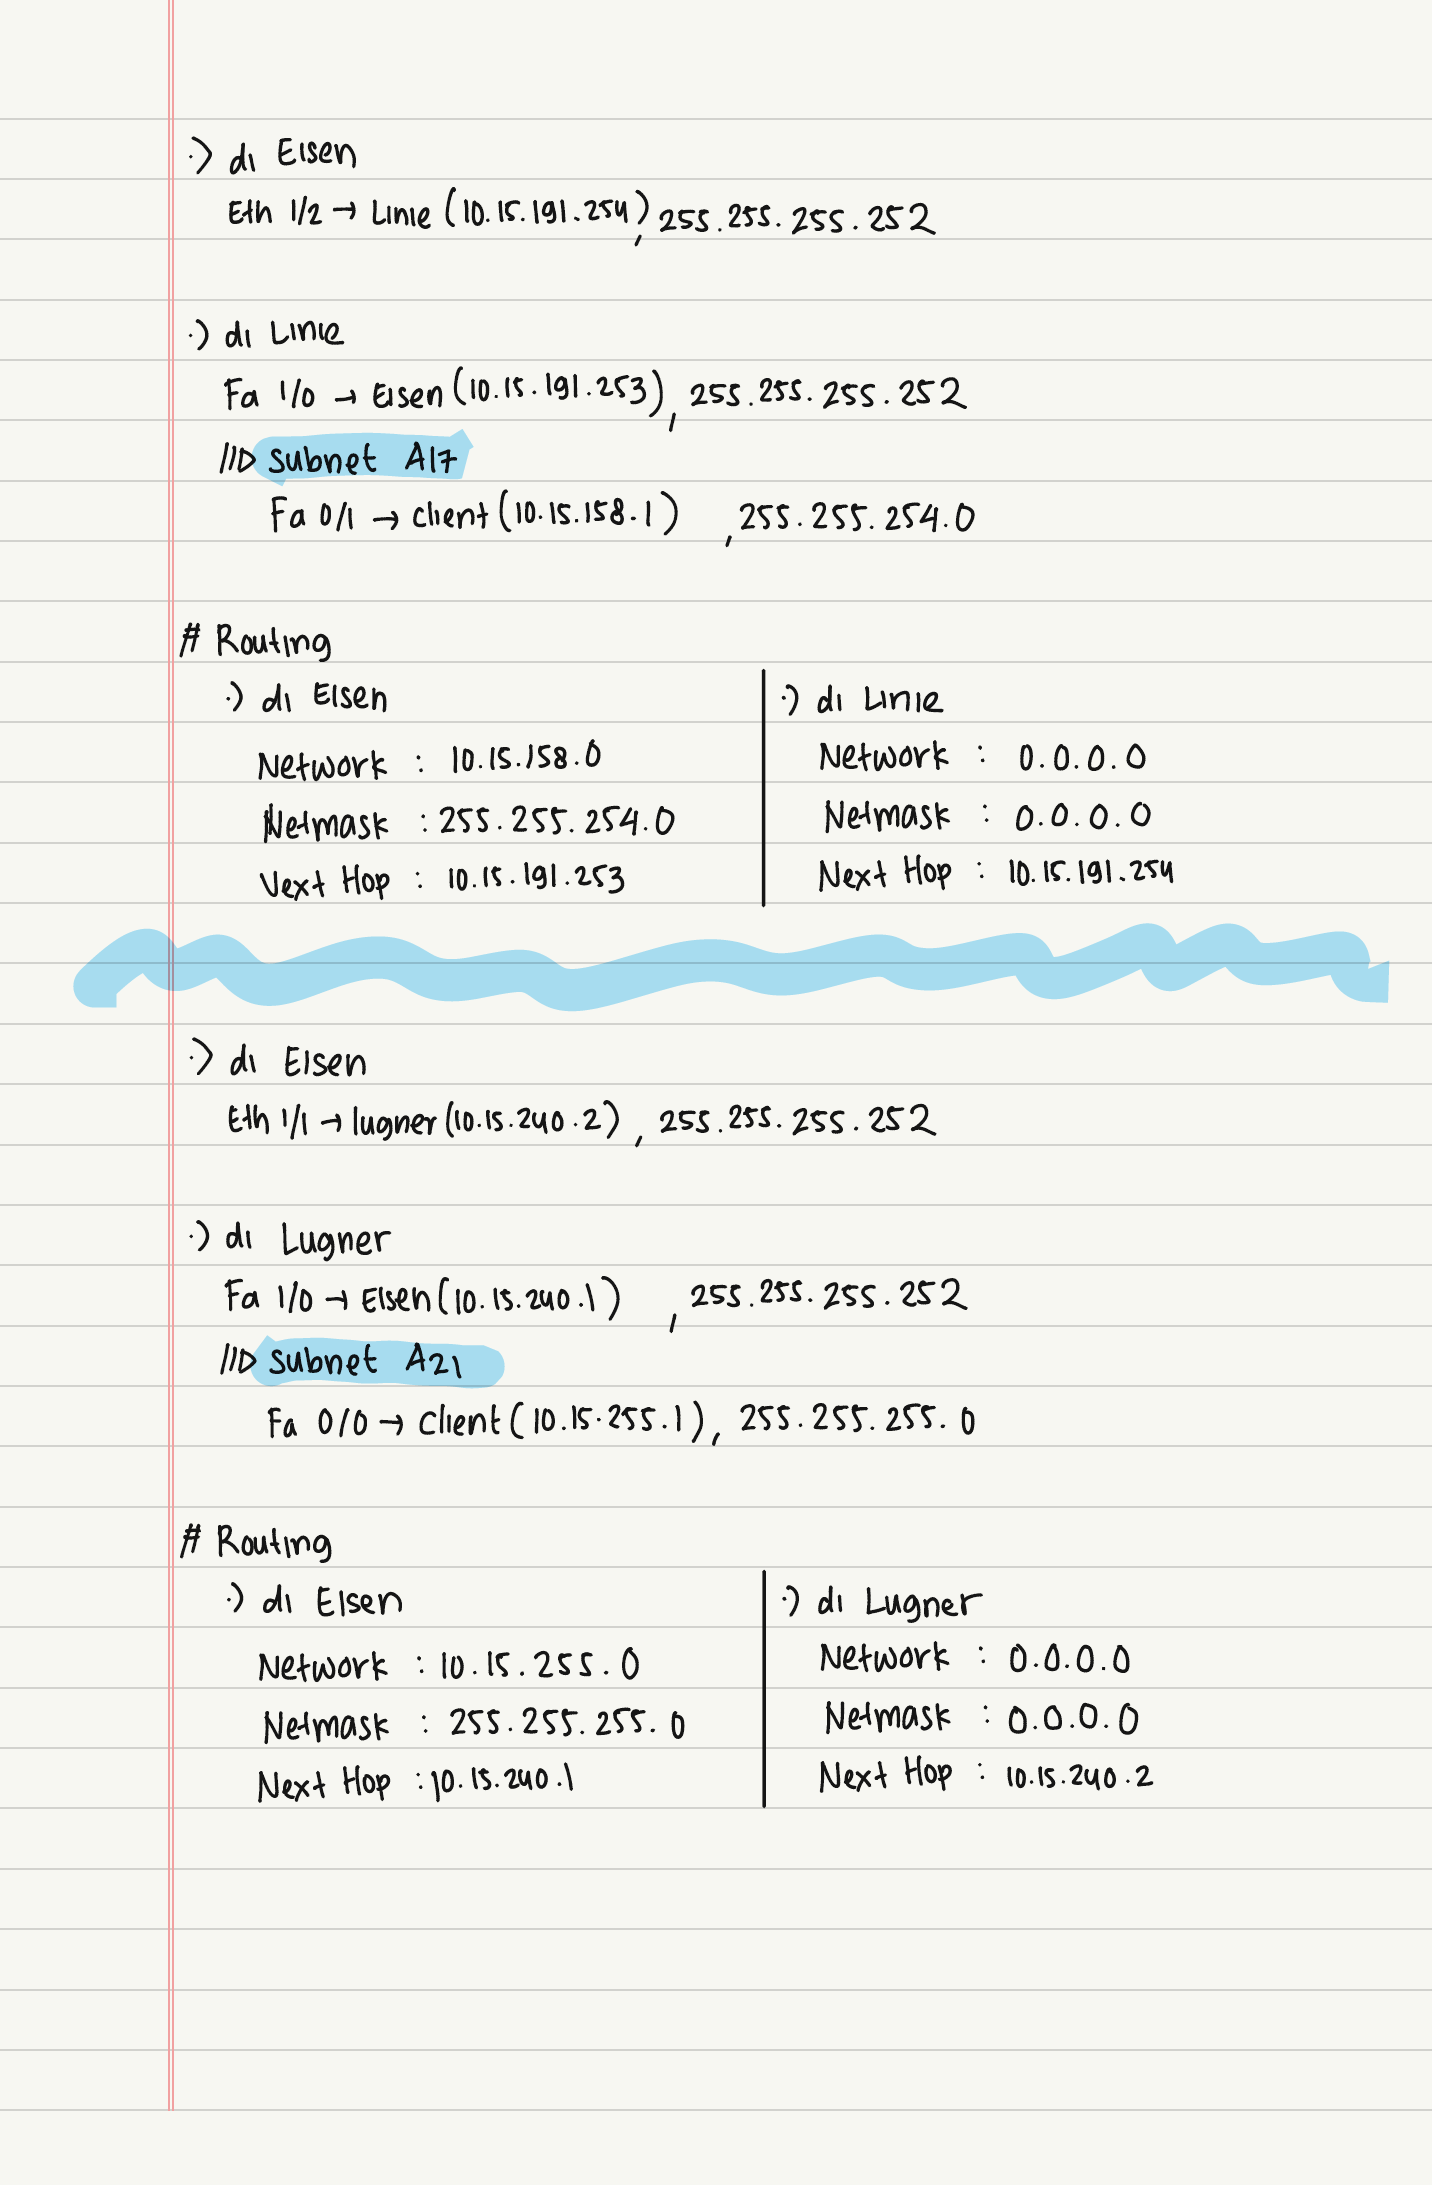 ·) di Eisen
Eth 1/2 → Linie (10.15.191.254), 255.255.255.252
·) di Linie
Fa 1/0 → Eisen (10.15.191.253), 255.255.255.252
Subnet A17
Fa 0/1 → client (10.15.158.1) , 255.255.254.0
# Routing
·) di Eisen
Network : 10.15.158.0
Netmask : 255.255.254.0
Next Hop : 10.15.191.253
·) di Linie
Network : 0.0.0.0
Netmask : 0.0.0.0
Next Hop : 10.15.191.254
·) di Eisen
Eth 1/1 → lugner (10.15.240.2), 255.255.255.252
·) di Lugner
Fa 1/0 → Eisen (10.15.240.1) , 255.255.255.252
Subnet A21
Fa 0/0 → Client (10.15.255.1), 255.255.255.0
# Routing
·) di Eisen
Network : 10.15.255.0
Netmask : 255.255.255.0
Next Hop : 10.15.240.1
·) di Lugner
Network : 0.0.0.0
Netmask : 0.0.0.0
Next Hop : 10.15.240.2